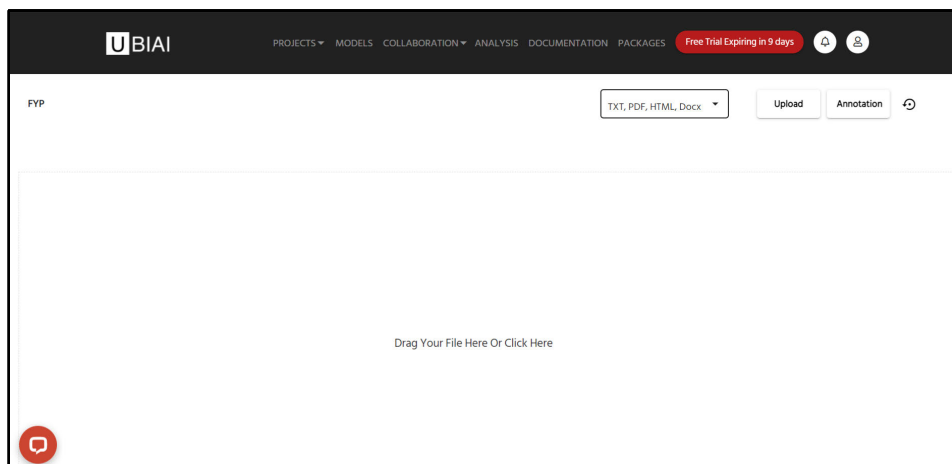 UBIAI
PROJECTS MODELS COLLABORATION ANALYSIS DOCUMENTATION PACKAGES Free Trial Expiring in 9 days
FYP
TXT, PDF, HTML, Docx
Upload
Annotation
Drag Your File Here Or Click Here